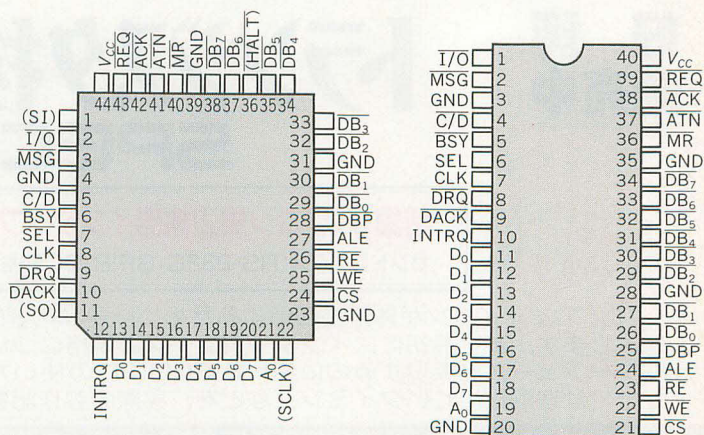 V̅CC REQ ACK ATN MR GND DB7 DB6 (HALT) DB5 DB4
44 43 42 41 40 39 38 37 36 35 34
(SI) 1
I/O 2
MSG 3
GND 4
C/D 5
BSY 6
SEL 7
CLK 8
DRQ 9
DACK 10
(SO) 11
33 DB3
32 DB2
31 GND
30 DB1
29 DB0
28 DBP
27 ALE
26 RE
25 WE
24 CS
23 GND
12 13 14 15 16 17 18 19 20 21 22
INTRQ D0 D1 D2 D3 D4 D5 D6 D7 A0 (SCLK)
I/O 1 40 VCC
MSG 2 39 REQ
GND 3 38 ACK
C/D 4 37 ATN
BSY 5 36 MR
SEL 6 35 GND
CLK 7 34 DB7
DRQ 8 33 DB6
DACK 9 32 DB5
INTRQ 10 31 DB4
D0 11 30 DB3
D1 12 29 DB2
D2 13 28 GND
D3 14 27 DB1
D4 15 26 DB0
D5 16 25 DBP
D6 17 24 ALE
D7 18 23 RE
A0 19 22 WE
GND 20 21 CS